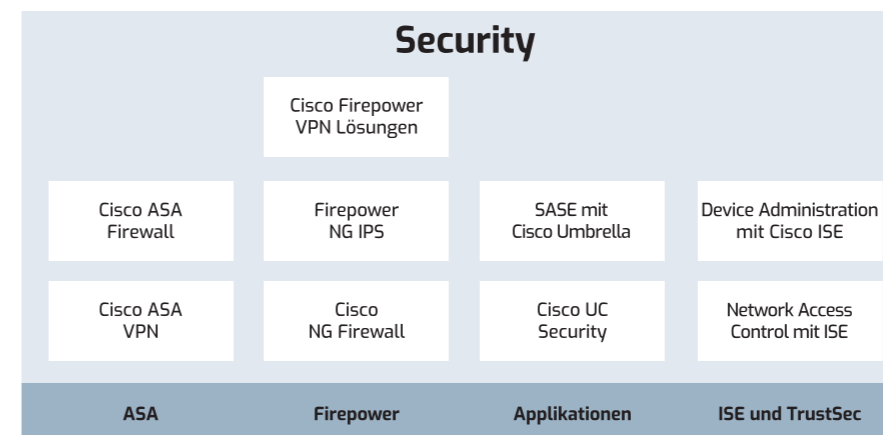 Security
Cisco Firepower
VPN Lösungen
Cisco ASA
Firewall
Firepower
NG IPS
SASE mit
Cisco Umbrella
Device Administration
mit Cisco ISE
Cisco ASA
VPN
Cisco
NG Firewall
Cisco UC
Security
Network Access
Control mit ISE
ASA
Firepower
Applikationen
ISE und TrustSec